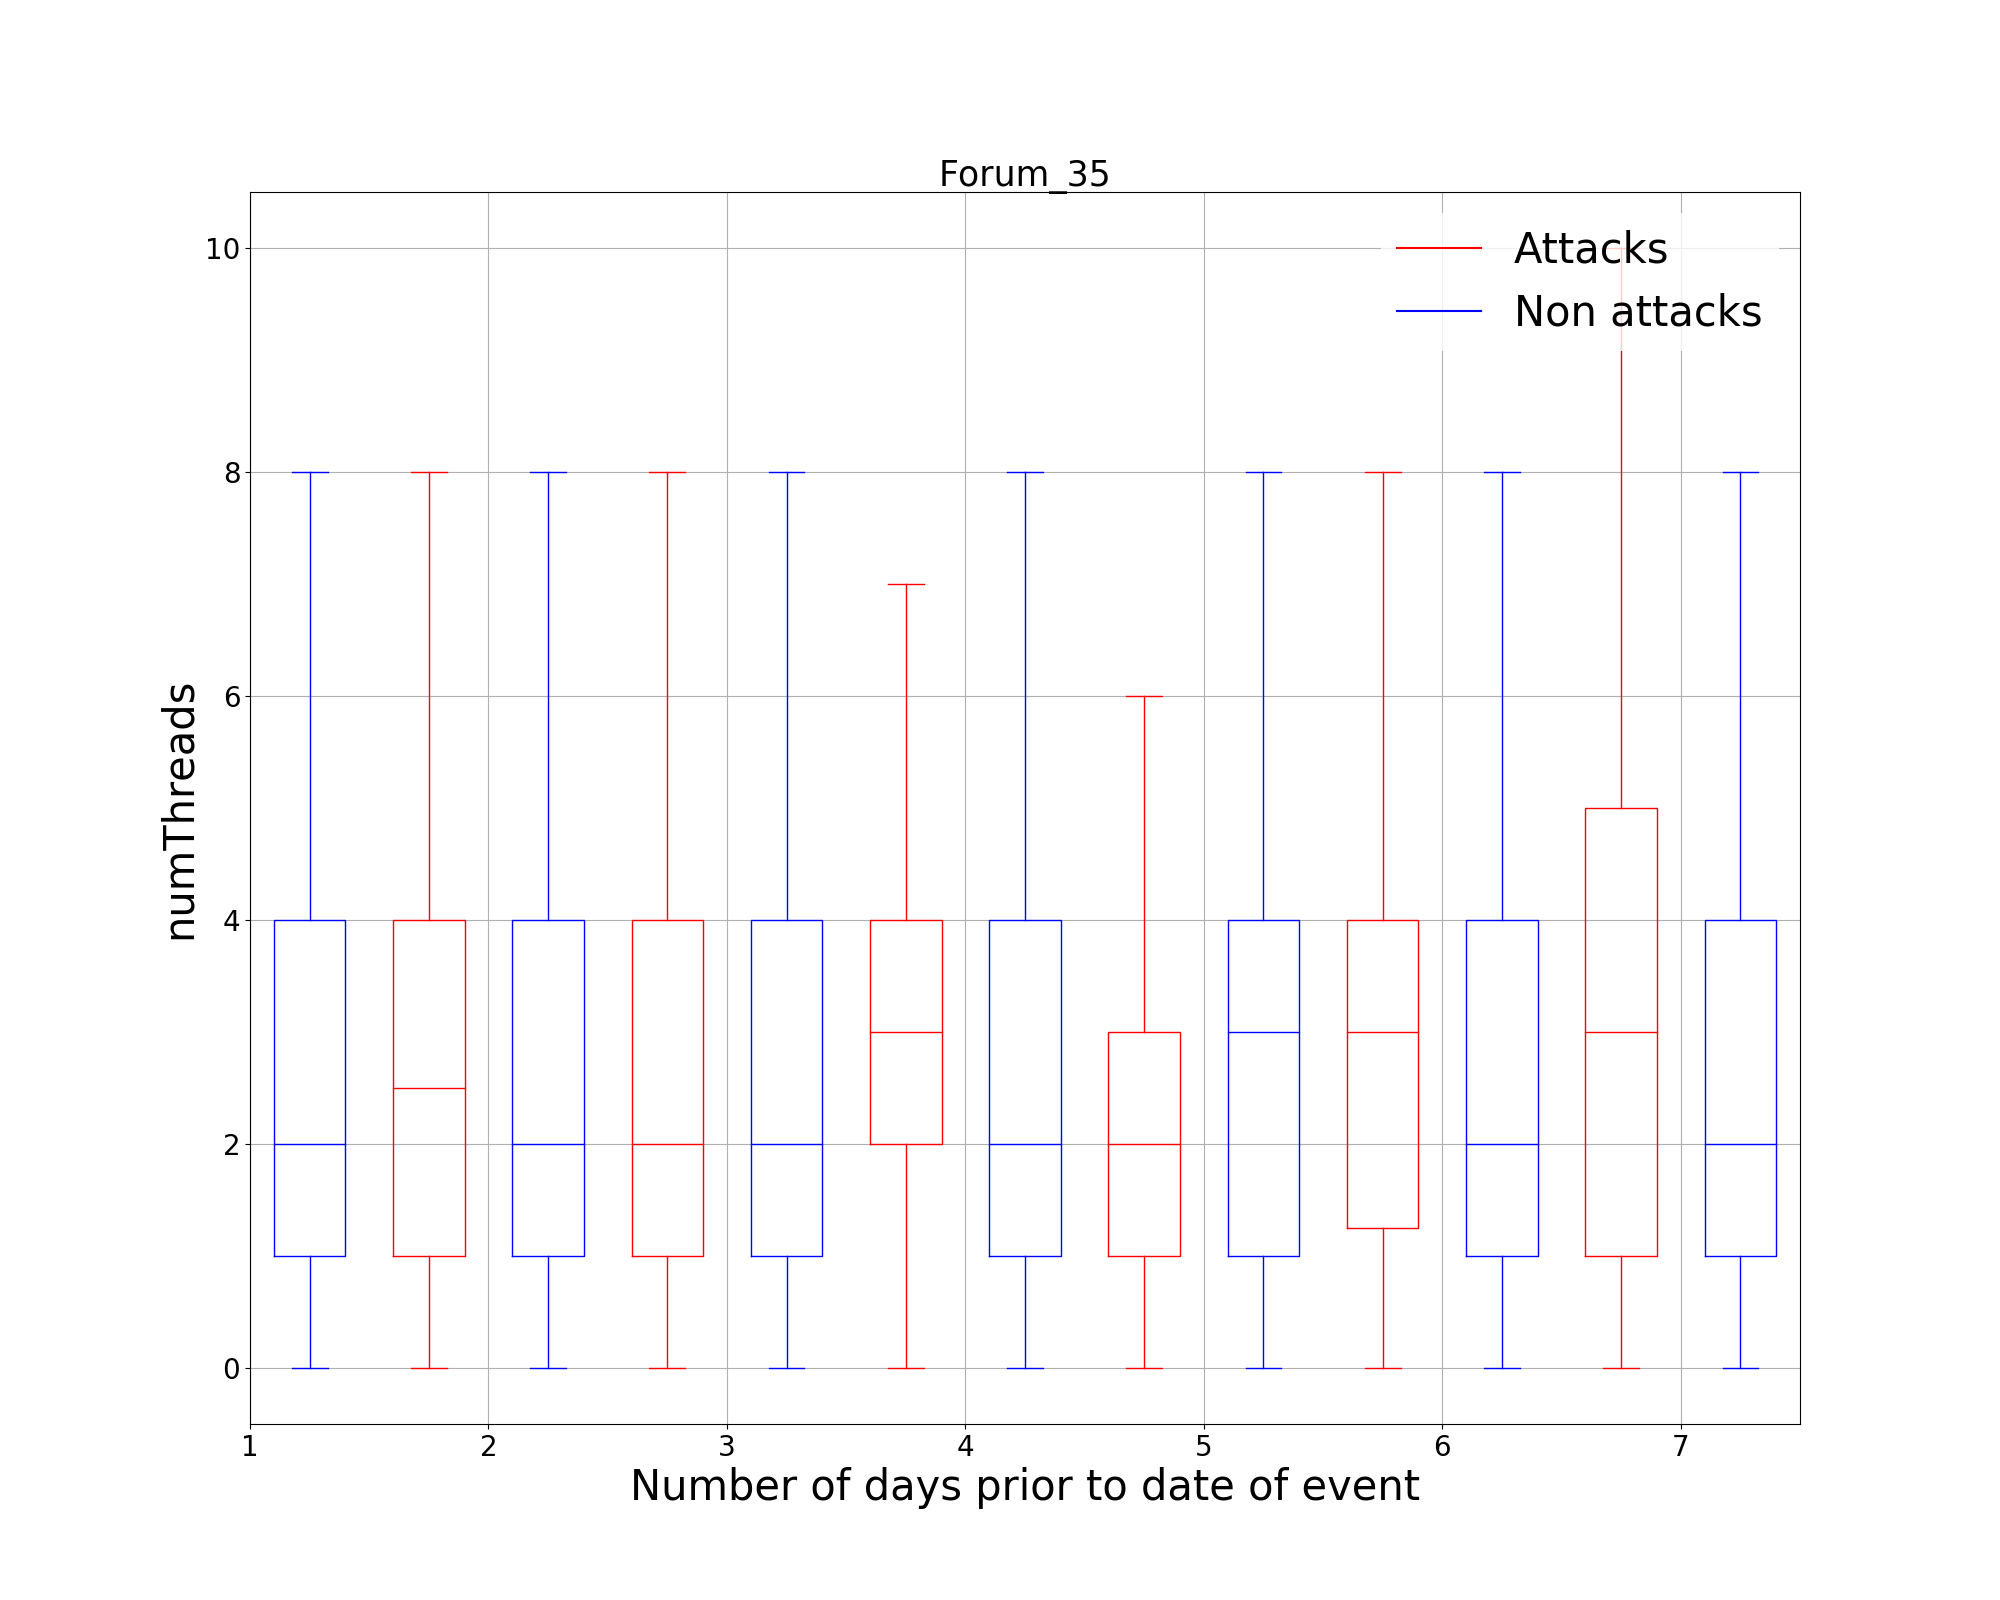 Forum_35
Attacks
Non attacks
numThreads
10
8
6
4
2
0
1 2 3 4 5 6 7
Number of days prior to date of event